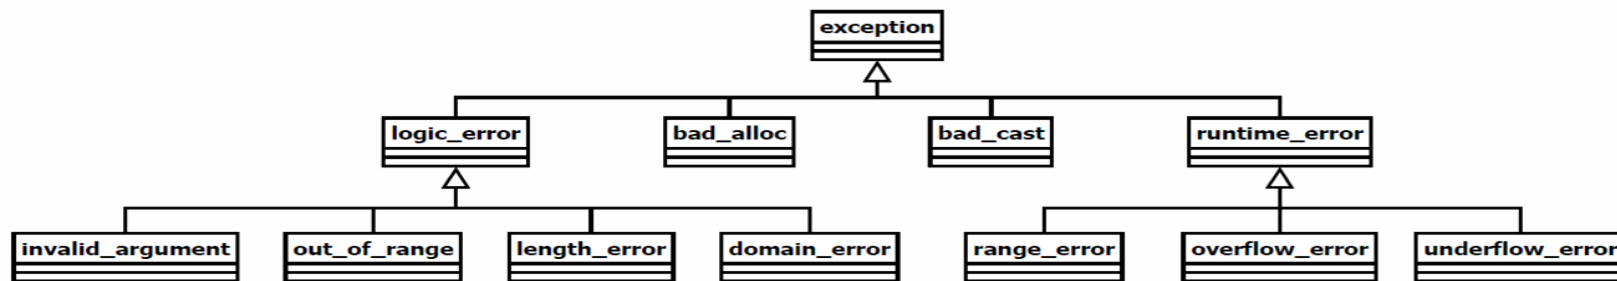 exception
logic_error
bad_alloc
bad_cast
runtime_error
invalid_argument
out_of_range
length_error
domain_error
range_error
overflow_error
underflow_error